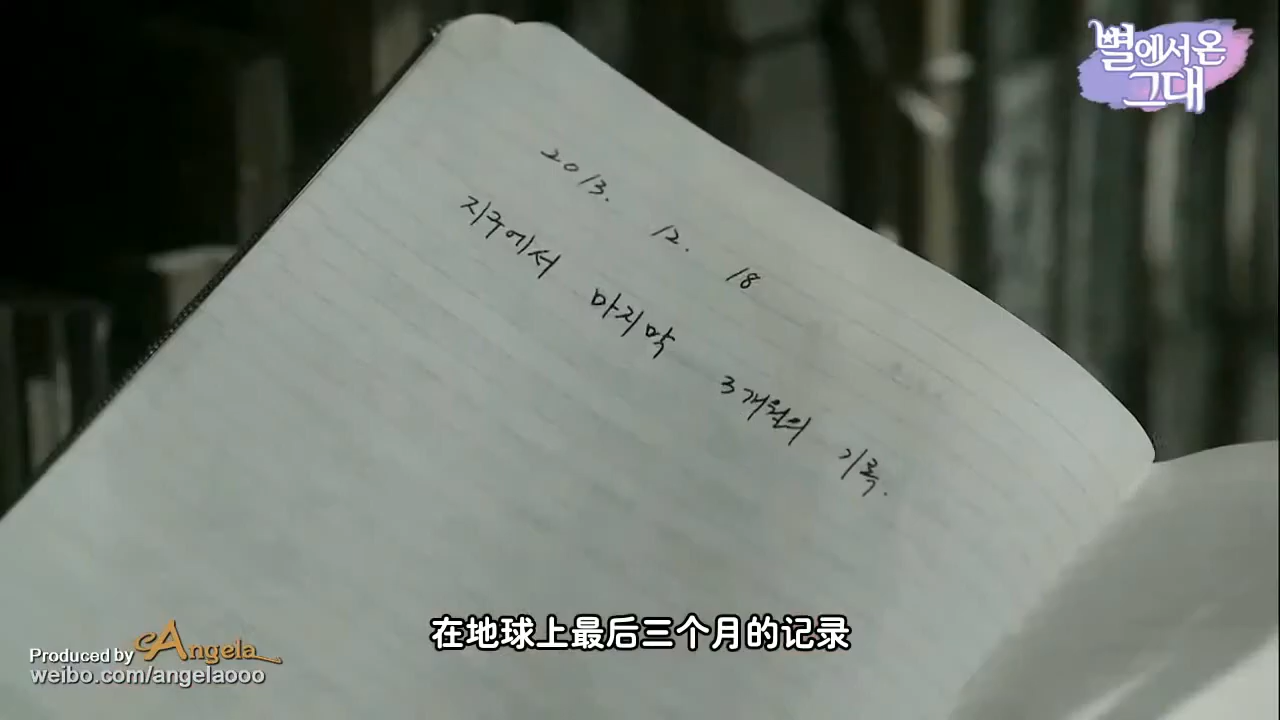 별에서 온
그대
2013. 12. 18
지구에서 마지막 3개월의 기록.
在地球上最后三个月的记录
Produced by Angela
weibo.com/angelaooo